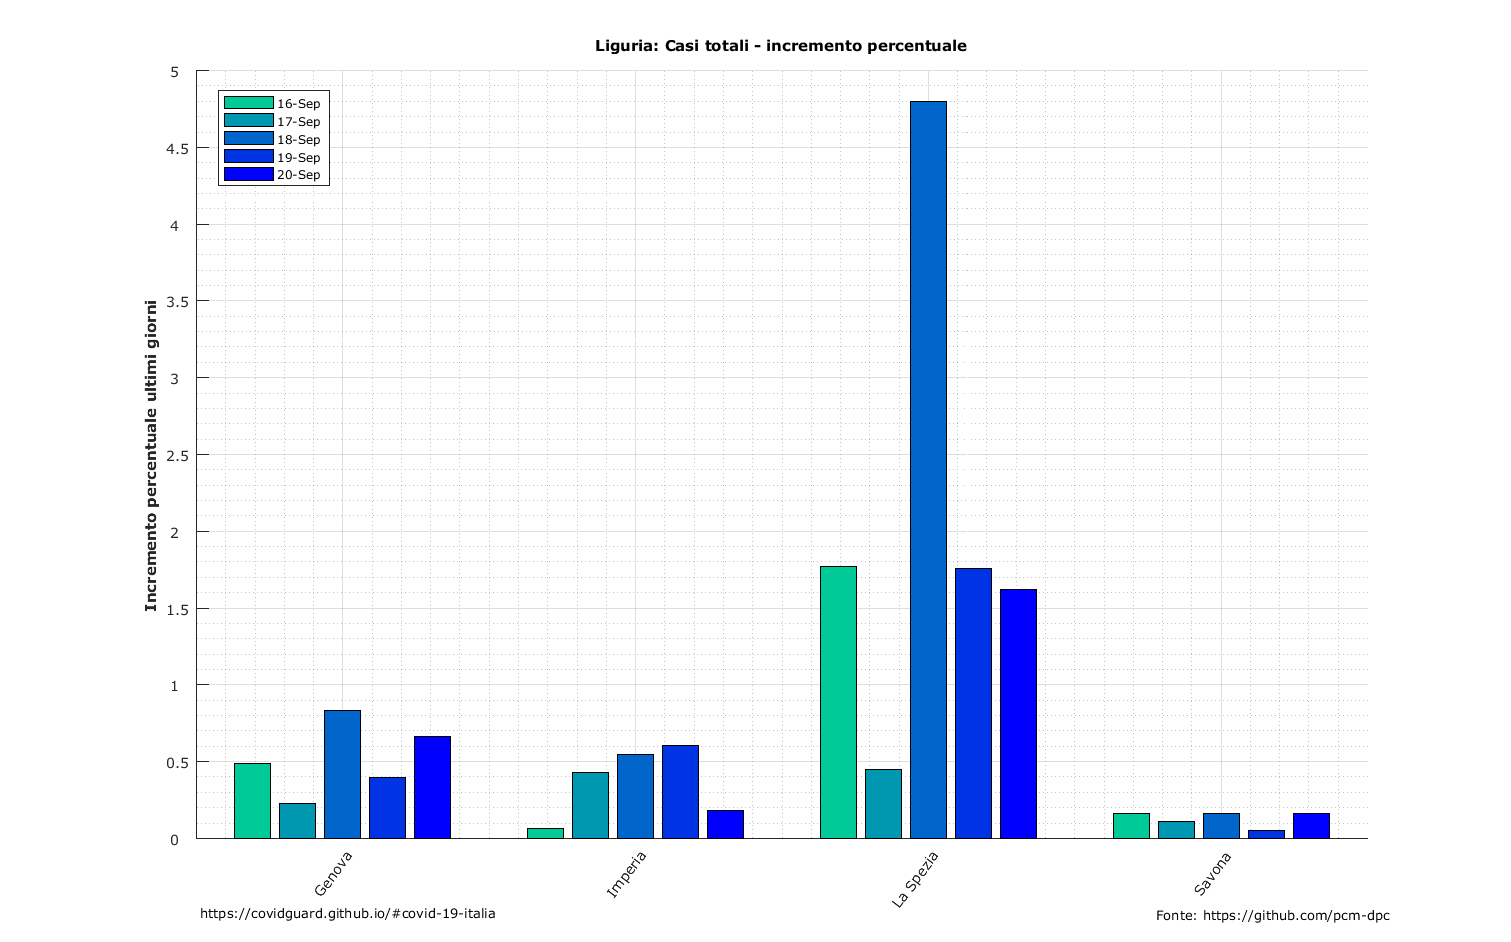 Liguria: Casi totali - incremento percentuale
5
4.5
4
3.5
3
2.5
2
1.5
1
0.5
0
Incremento percentuale ultimi giorni
16-Sep
17-Sep
18-Sep
19-Sep
20-Sep
Genova
Imperia
La Spezia
Savona
https://covidguard.github.io/#covid-19-italia
Fonte: https://github.com/pcm-dpc